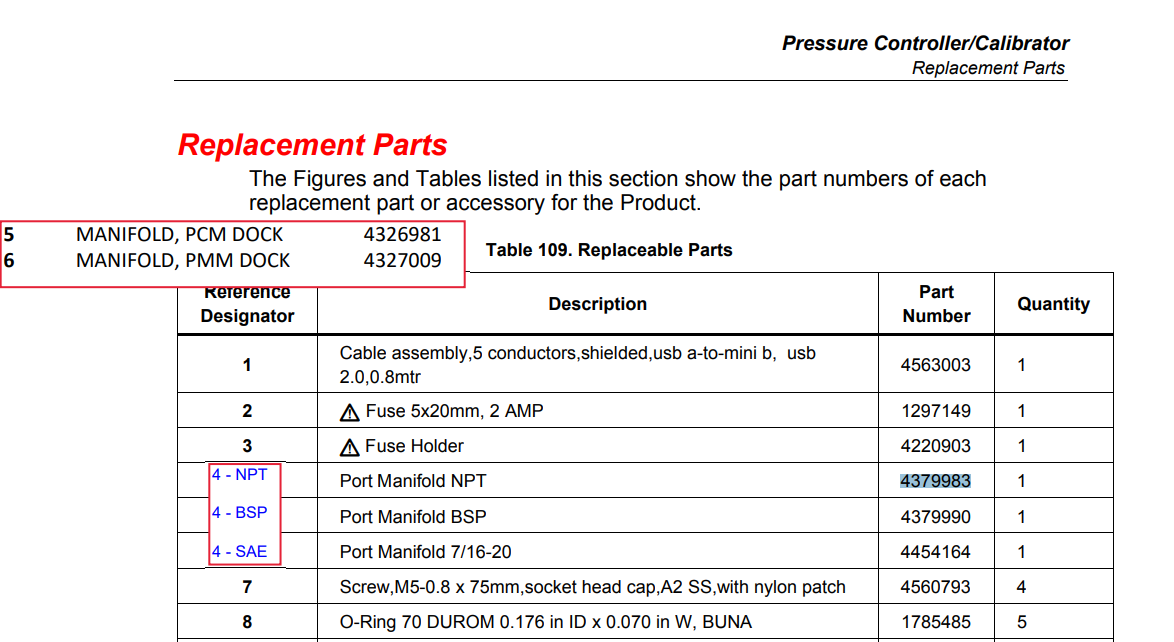 Pressure Controller/Calibrator
Replacement Parts
Replacement Parts
The Figures and Tables listed in this section show the part numbers of each
replacement part or accessory for the Product.
5 MANIFOLD, PCM DOCK 4326981
6 MANIFOLD, PMM DOCK 4327009
Table 109. Replaceable Parts
Reference Designator Description Part Number Quantity
1 Cable assembly,5 conductors,shielded,usb a-to-mini b, usb
2.0,0.8mtr 4563003 1
2 ⚠ Fuse 5x20mm, 2 AMP 1297149 1
3 ⚠ Fuse Holder 4220903 1
4 - NPT Port Manifold NPT 4379983 1
4 - BSP Port Manifold BSP 4379990 1
4 - SAE Port Manifold 7/16-20 4454164 1
7 Screw,M5-0.8 x 75mm,socket head cap,A2 SS,with nylon patch 4560793 4
8 O-Ring 70 DUROM 0.176 in ID x 0.070 in W, BUNA 1785485 5